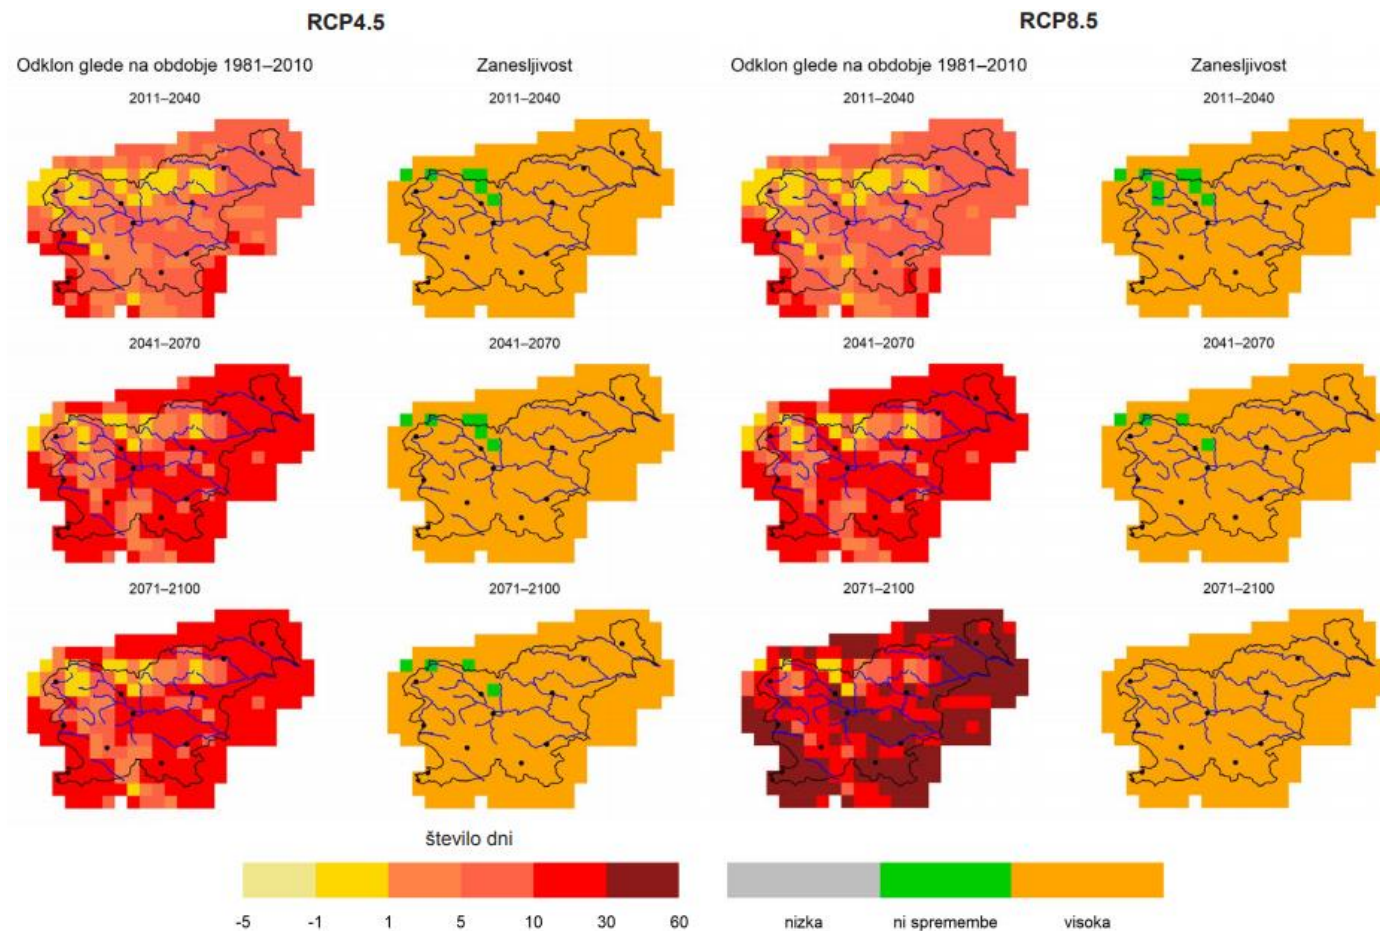 RCP4.5
RCP8.5
Odklon glede na obdobje 1981–2010
Zanesljivost
Odklon glede na obdobje 1981–2010
Zanesljivost
2011–2040
2011–2040
2011–2040
2011–2040
2041–2070
2041–2070
2041–2070
2041–2070
2071–2100
2071–2100
2071–2100
2071–2100
število dni
-5 -1 1 5 10 30 60
nizka ni spremembe visoka